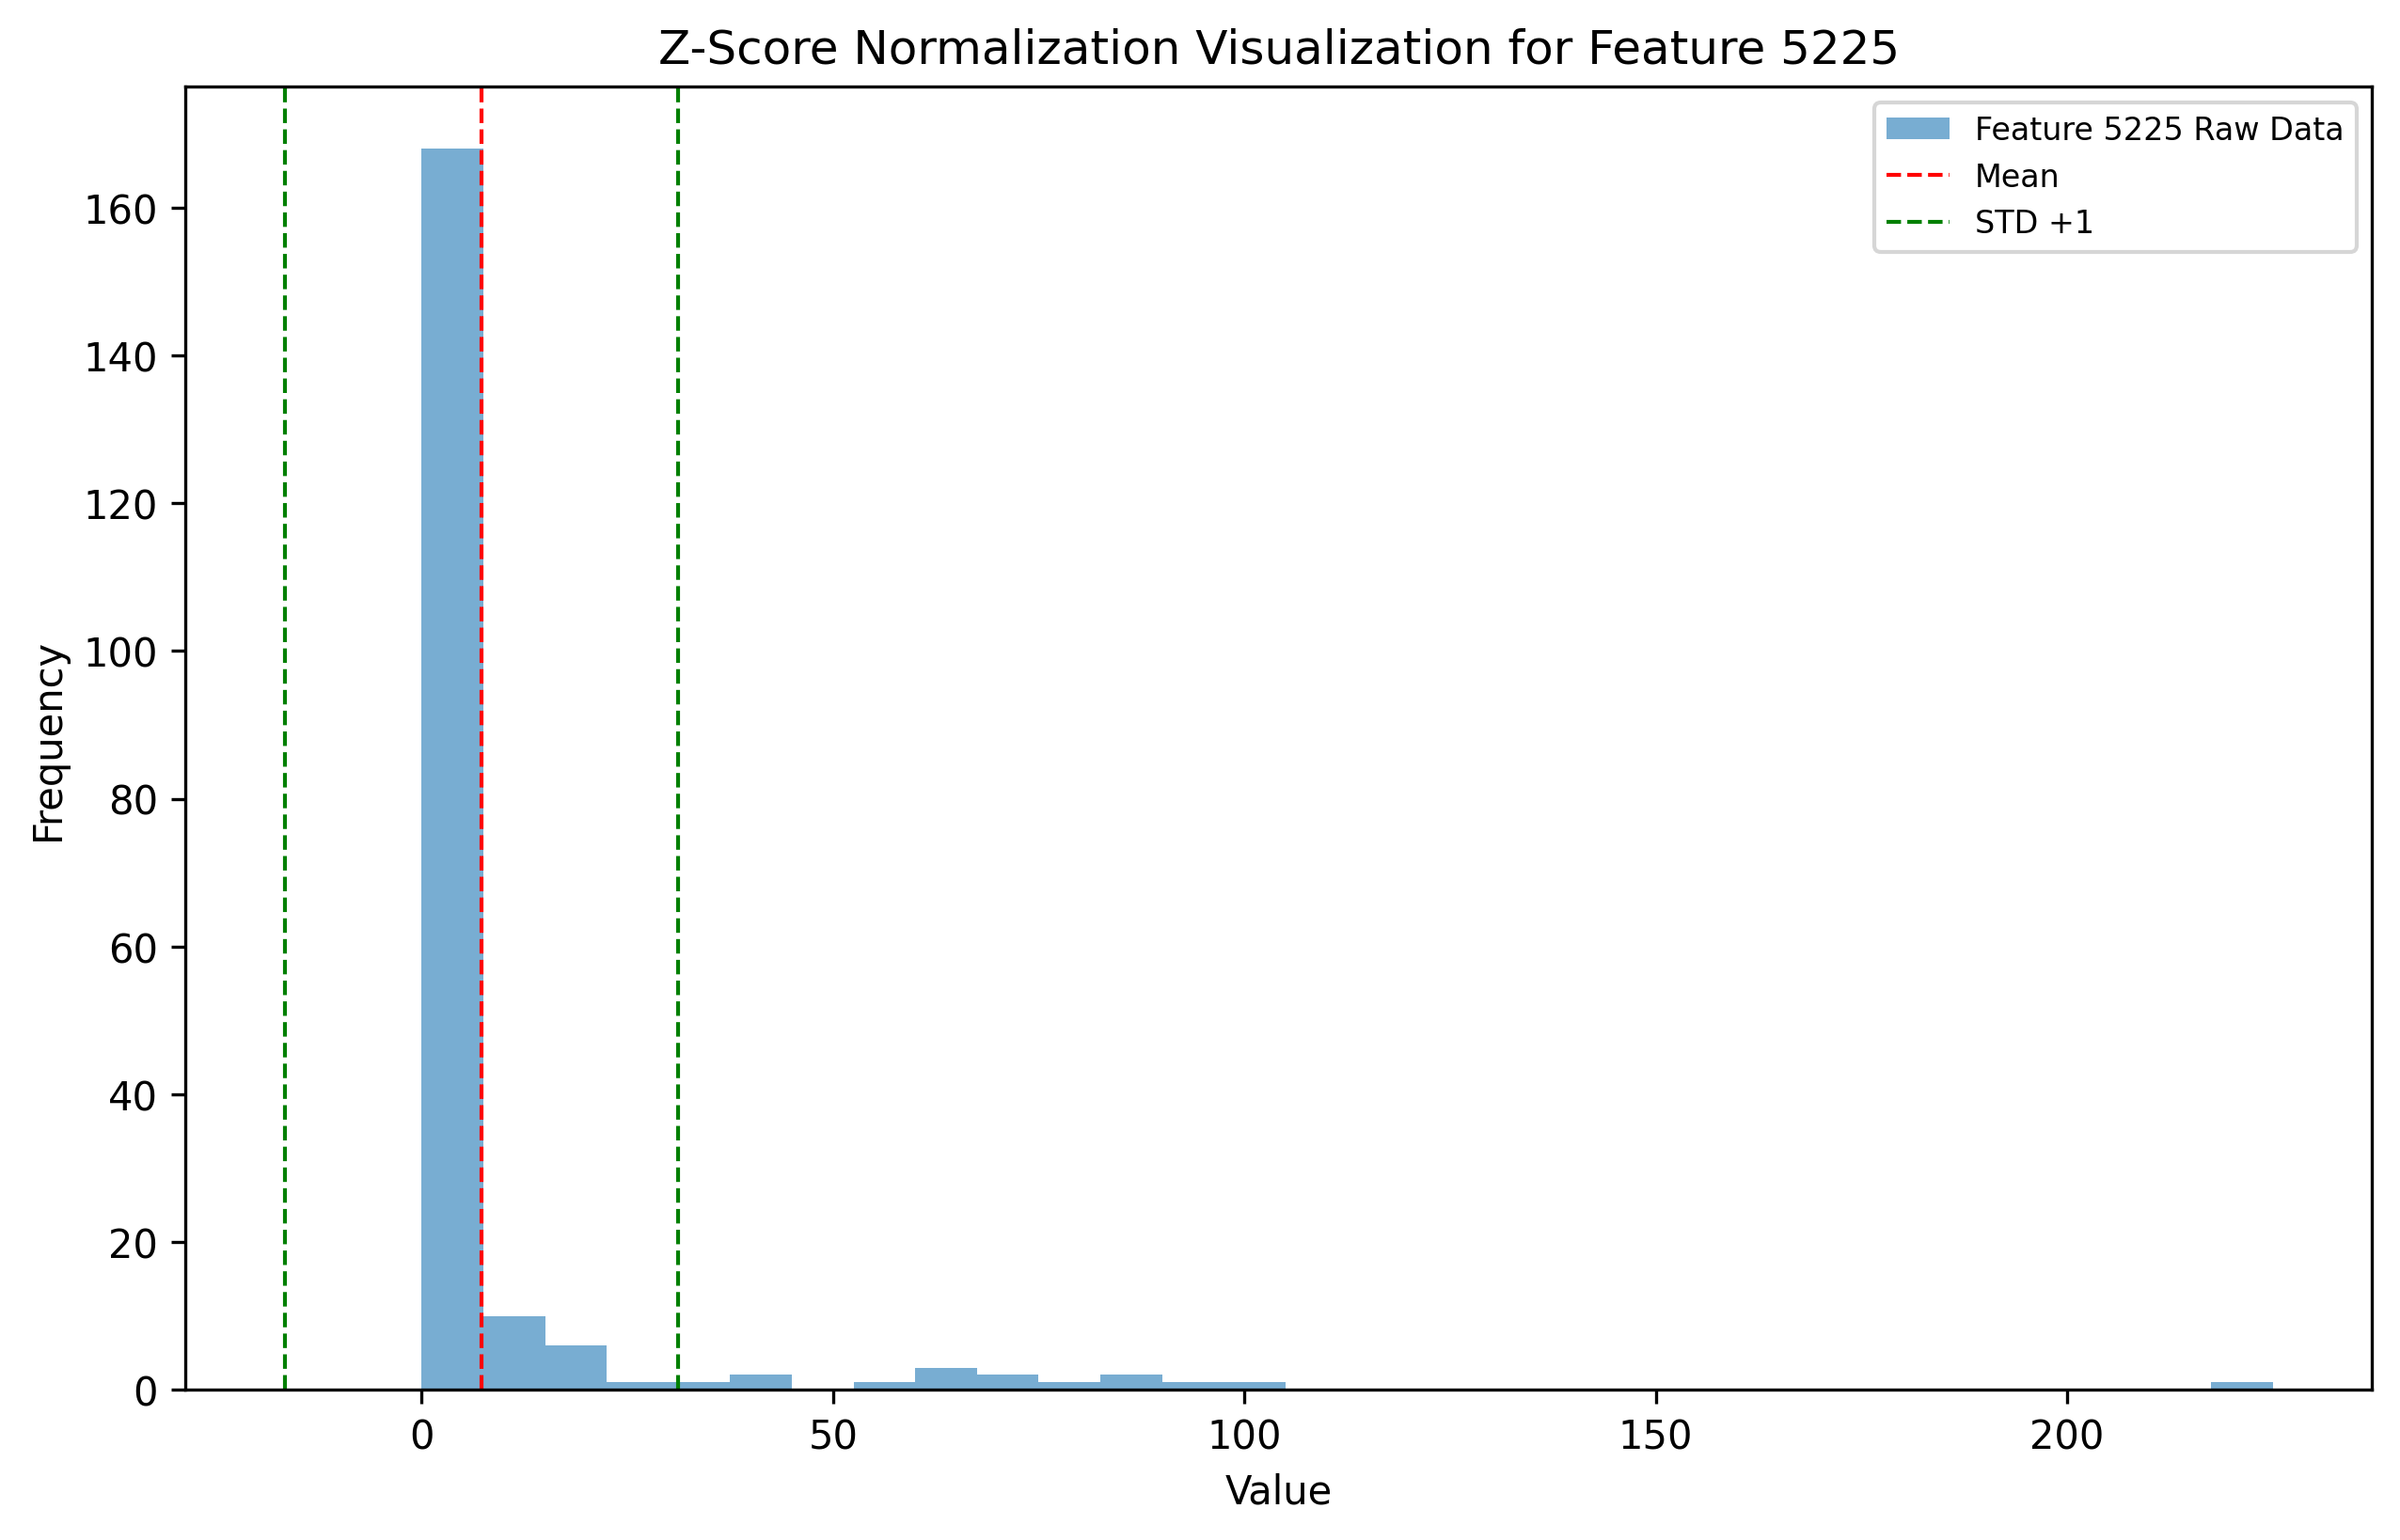 Z-Score Normalization Visualization for Feature 5225
Feature 5225 Raw Data
Mean
STD +1
Frequency
160
140
120
100
80
60
40
20
0
0 50 100 150 200
Value